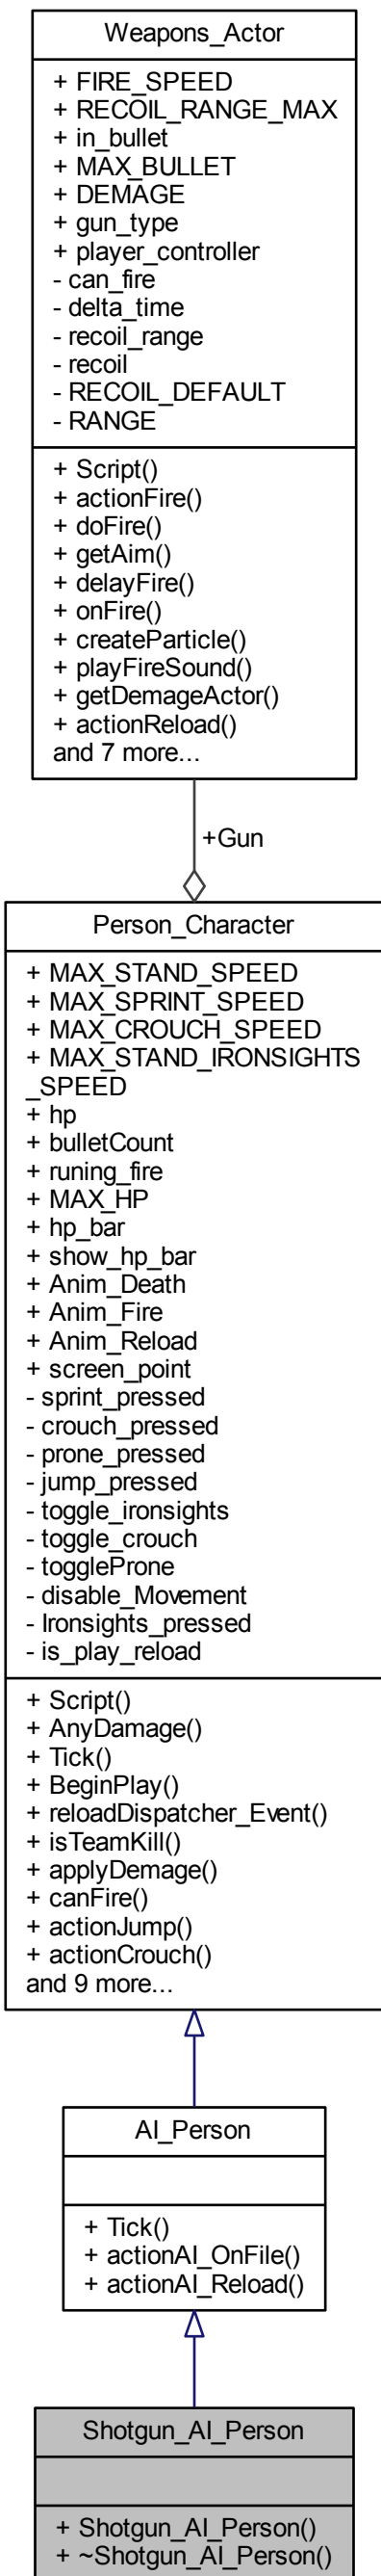 Weapons_Actor
+ FIRE_SPEED
+ RECOIL_RANGE_MAX
+ in_bullet
+ MAX_BULLET
+ DEMAGE
+ gun_type
+ player_controller
- can_fire
- delta_time
- recoil_range
- recoil
- RECOIL_DEFAULT
- RANGE
+ Script()
+ actionFire()
+ doFire()
+ getAim()
+ delayFire()
+ onFire()
+ createParticle()
+ playFireSound()
+ getDemageActor()
+ actionReload()
and 7 more...
+Gun
Person_Character
+ MAX_STAND_SPEED
+ MAX_SPRINT_SPEED
+ MAX_CROUCH_SPEED
+ MAX_STAND_IRONSIGHTS
_SPEED
+ hp
+ bulletCount
+ runing_fire
+ MAX_HP
+ hp_bar
+ show_hp_bar
+ Anim_Death
+ Anim_Fire
+ Anim_Reload
+ screen_point
- sprint_pressed
- crouch_pressed
- prone_pressed
- jump_pressed
- toggle_ironsights
- toggle_crouch
- toggleProne
- disable_Movement
- Ironsights_pressed
- is_play_reload
+ Script()
+ AnyDamage()
+ Tick()
+ BeginPlay()
+ reloadDispatcher_Event()
+ isTeamKill()
+ applyDemage()
+ canFire()
+ actionJump()
+ actionCrouch()
and 9 more...
AI_Person
+ Tick()
+ actionAI_OnFile()
+ actionAI_Reload()
Shotgun_AI_Person
+ Shotgun_AI_Person()
+ ~Shotgun_AI_Person()